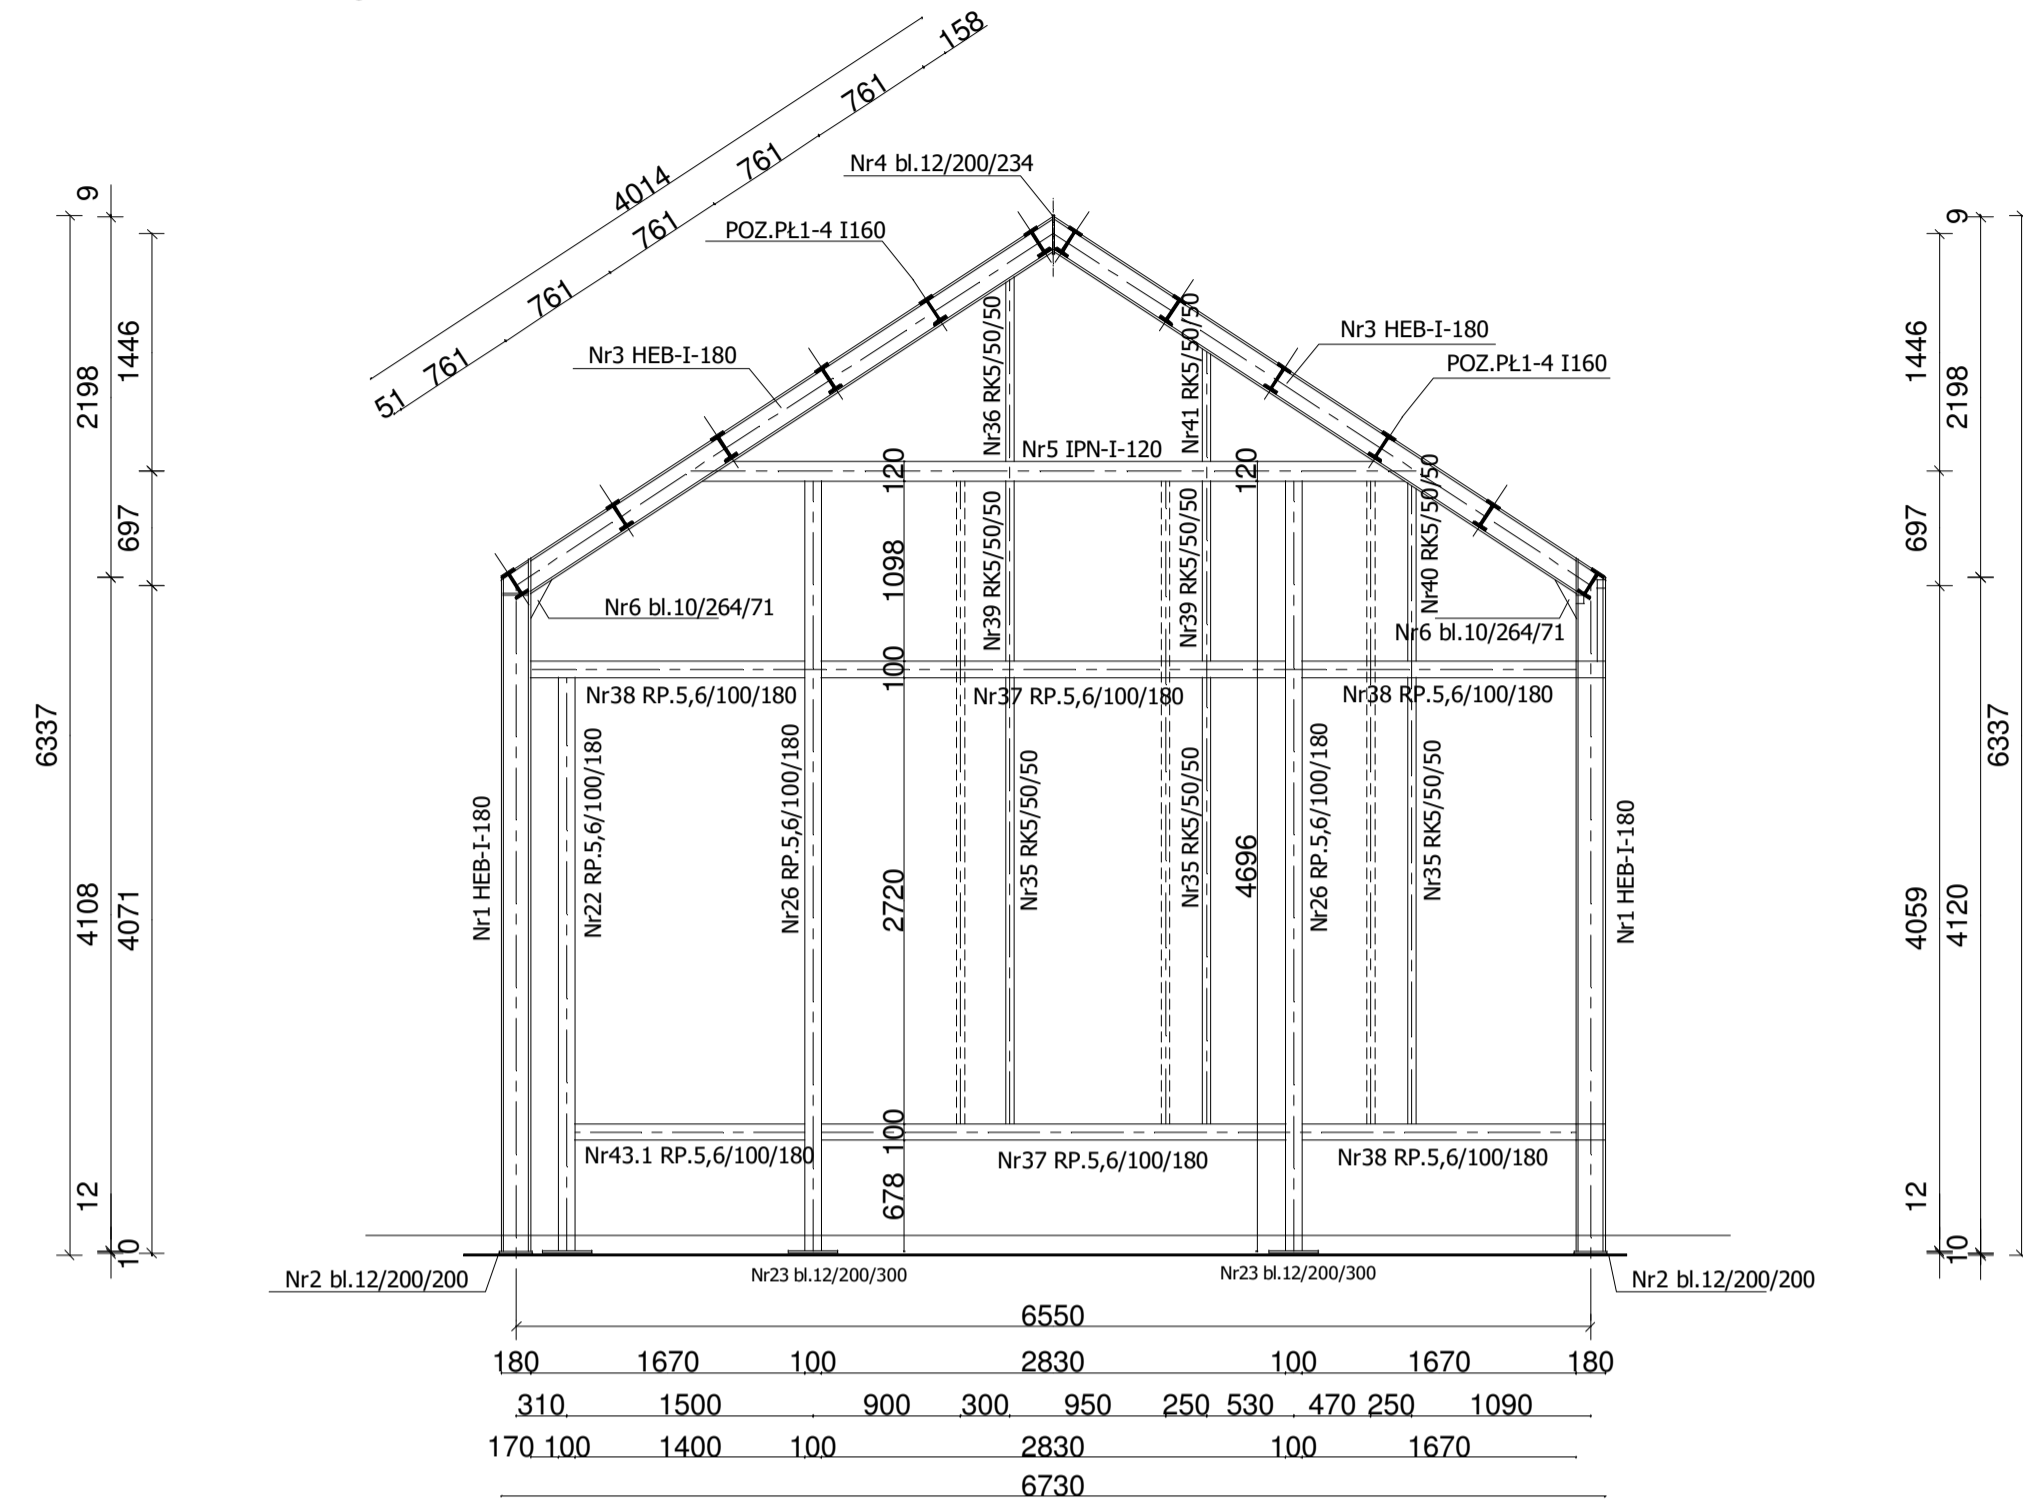 158
761
761
4014
761
761
761
51
Nr4 bl.12/200/234
POZ.PŁ1-4 I160
Nr3 HEB-I-180
Nr3 HEB-I-180
POZ.PŁ1-4 I160
Nr36 RK5/50/50
Nr41 RK5/50/50
Nr5 IPN-I-120
120
120
Nr39 RK5/50/50
Nr39 RK5/50/50
Nr40 RK5/50/50
1098
Nr6 bl.10/264/71
Nr6 bl.10/264/71
100
Nr38 RP.5,6/100/180
Nr37 RP.5,6/100/180
Nr38 RP.5,6/100/180
Nr1 HEB-I-180
Nr22 RP.5,6/100/180
Nr26 RP.5,6/100/180
2720
Nr35 RK5/50/50
Nr35 RK5/50/50
4696
Nr26 RP.5,6/100/180
Nr35 RK5/50/50
Nr1 HEB-I-180
100
Nr43.1 RP.5,6/100/180
Nr37 RP.5,6/100/180
Nr38 RP.5,6/100/180
678
9
2198
1446
697
6337
4108
4071
12
10
9
1446
2198
697
6337
4059
4120
12
10
Nr2 bl.12/200/200
Nr23 bl.12/200/300
Nr23 bl.12/200/300
Nr2 bl.12/200/200
6550
180 1670 100 2830 100 1670 180
310 1500 900 300 950 250 530 470 250 1090
170 100 1400 100 2830 100 1670
6730